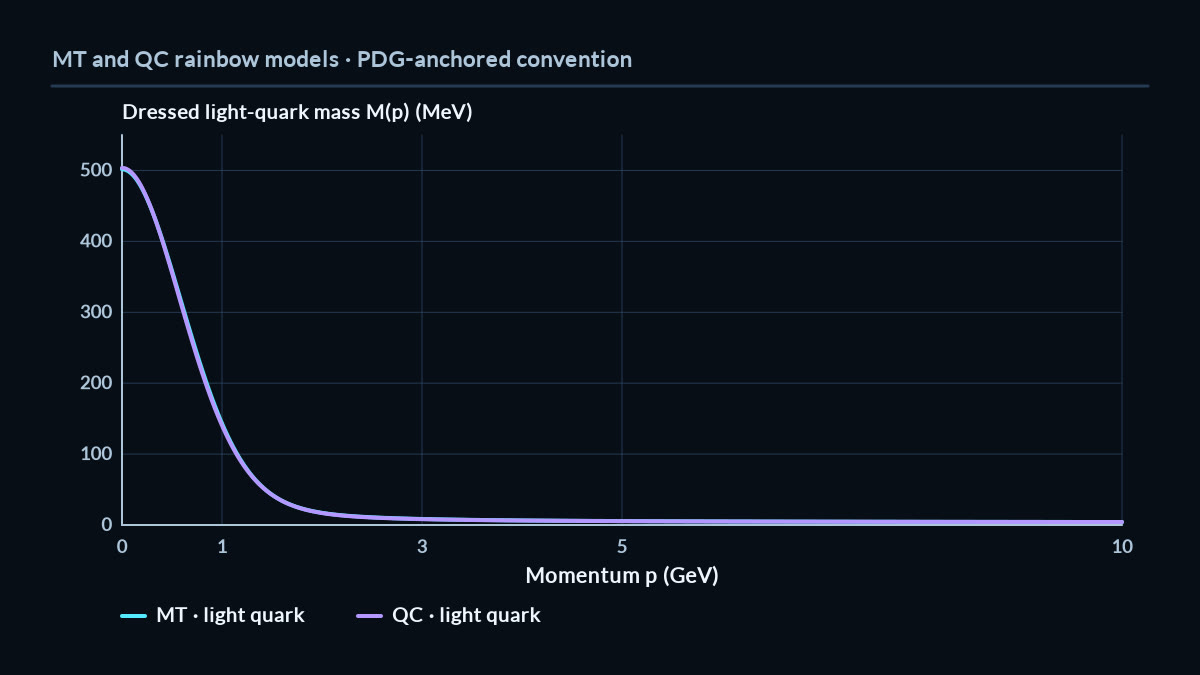 MT and QC rainbow models · PDG-anchored convention
Dressed light-quark mass M(p) (MeV)
500
400
300
200
100
0
0 1 3 5 10
Momentum p (GeV)
MT · light quark QC · light quark